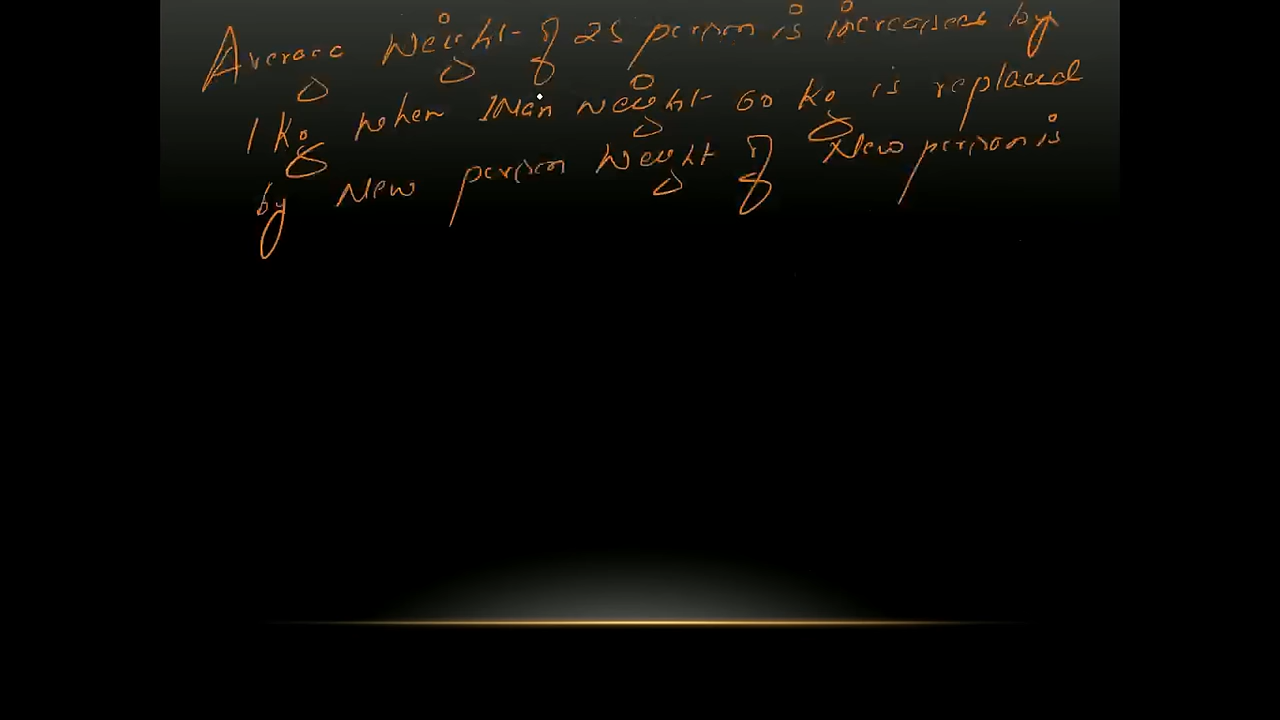 Average Weight of 25 person is increases by
1 Kg when 1 Man weight 60 Kg is replaced
by New person Weight of New person is